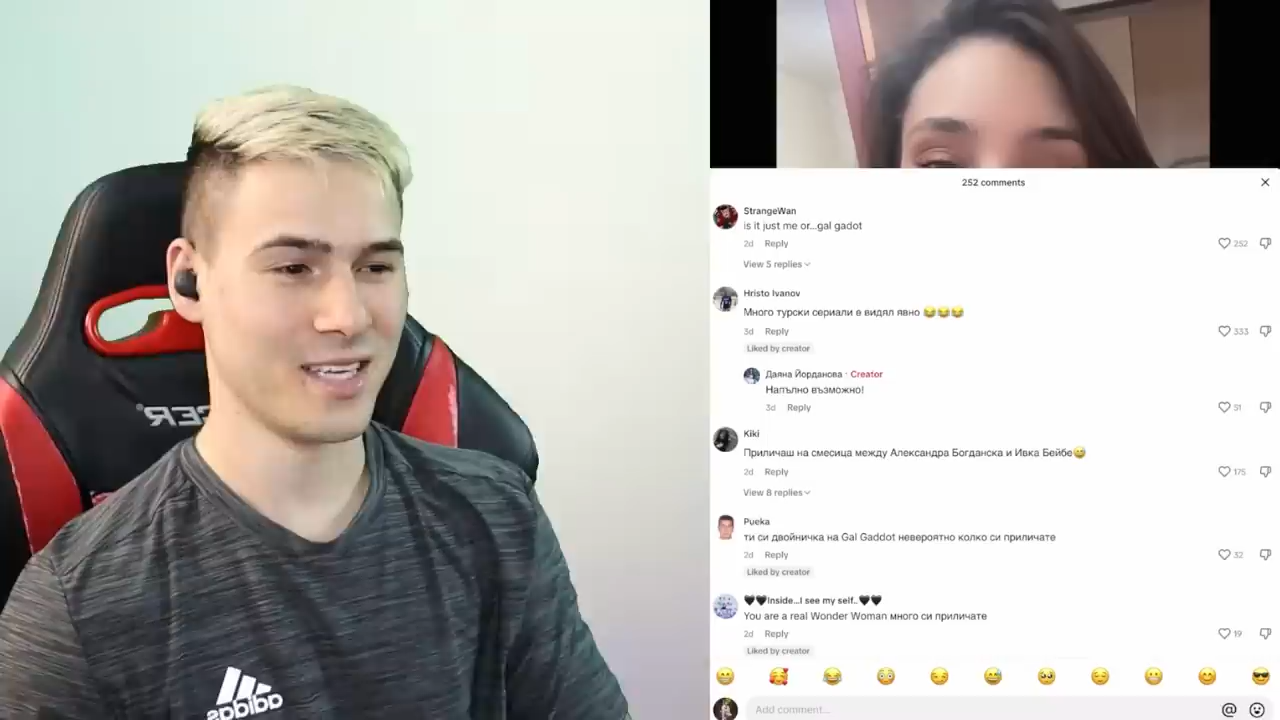 252 comments
StrangeWan
is it just me or...gal gadot
2d Reply
252
View 5 replies
Hristo Ivanov
Много турски сериали е видял явно 😂😂😂
3d Reply
333
Liked by creator
Даяна Йорданова · Creator
Напълно възможно!
3d Reply
51
Kiki
Приличаш на смесица между Александра Богданска и Ивка Бейбе😅
2d Reply
175
View 8 replies
Pueka
ти си двойничка на Gal Gaddot невероятно колко си приличате
2d Reply
32
Liked by creator
🖤🖤Inside...I see my self..🖤🖤
You are a real Wonder Woman много си приличате
2d Reply
19
Liked by creator
Add comment...
@
adidas